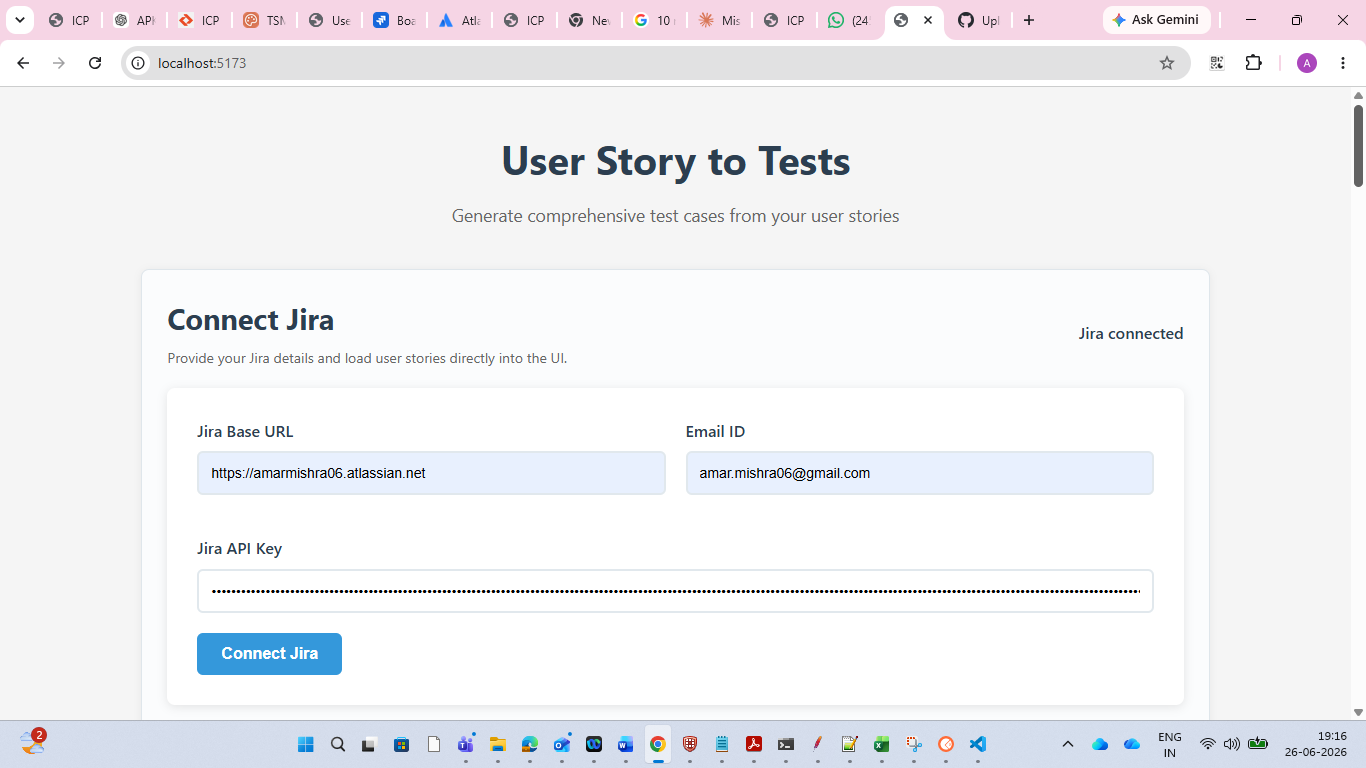 ICP
API
ICP
TSM
Use
Boa
Atla
ICP
Nev
10
Mis
ICP
(24
Upl
Ask Gemini
localhost:5173
A
User Story to Tests
Generate comprehensive test cases from your user stories
Connect Jira
Jira connected
Provide your Jira details and load user stories directly into the UI.
Jira Base URL
Email ID
https://amarmishra06.atlassian.net
amar.mishra06@gmail.com
Jira API Key
Connect Jira
2
ENG
IN
19:16
26-06-2026